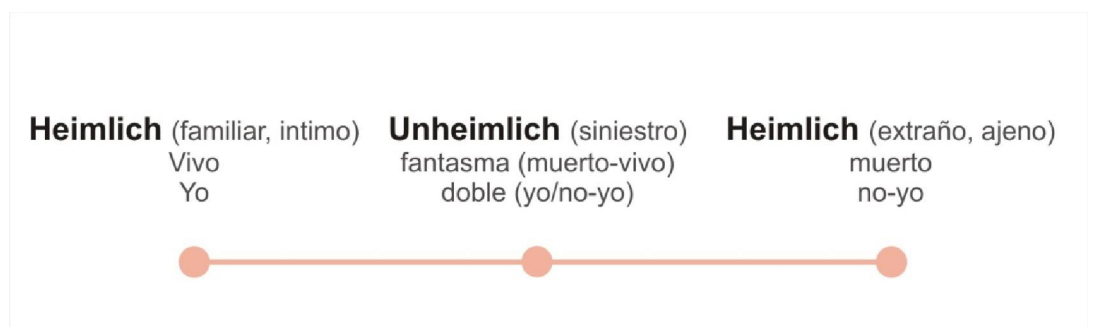 Heimlich (familiar, intimo)
Vivo
Yo
Unheimlich (siniestro)
fantasma (muerto-vivo)
doble (yo/no-yo)
Heimlich (extraño, ajeno)
muerto
no-yo